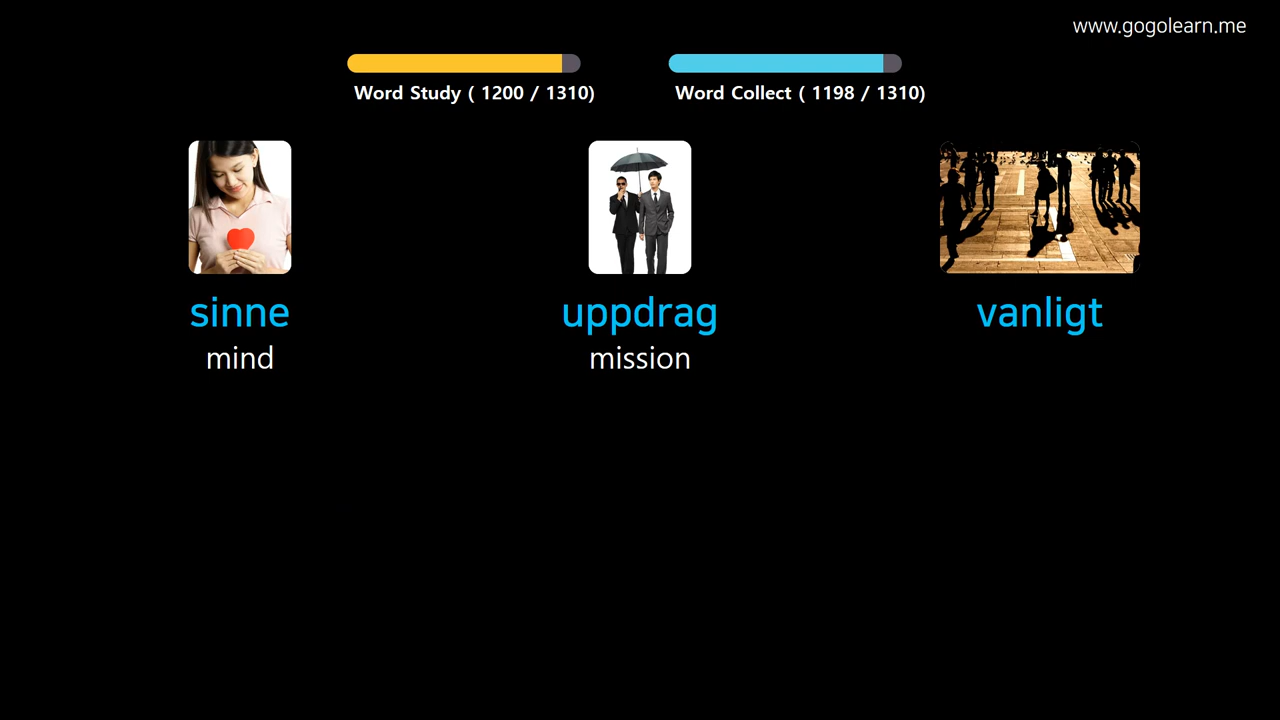 www.gogolearn.me
Word Study ( 1200 / 1310)
Word Collect ( 1198 / 1310)
sinne
mind
uppdrag
mission
vanligt